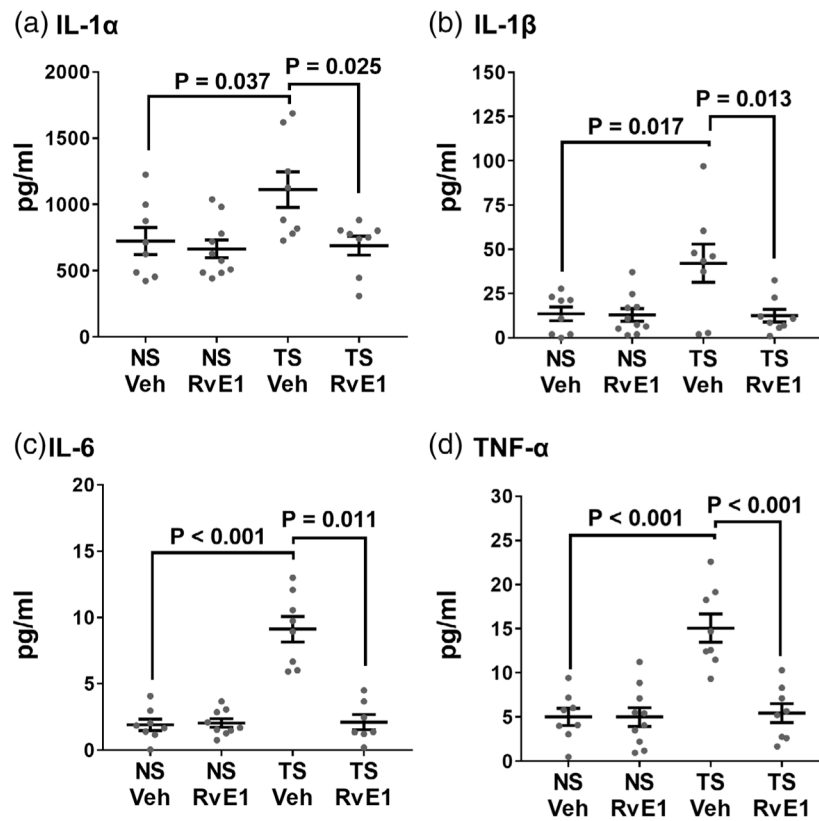 (a) IL-1α
2000
1500
1000
500
0
pg/ml
P = 0.037
P = 0.025
NS NS TS TS
Veh RvE1 Veh RvE1
(b) IL-1β
150
125
100
75
50
25
0
pg/ml
P = 0.017
P = 0.013
NS NS TS TS
Veh RvE1 Veh RvE1
(c) IL-6
20
15
10
5
0
pg/ml
P < 0.001
P = 0.011
NS NS TS TS
Veh RvE1 Veh RvE1
(d) TNF-α
30
25
20
15
10
5
0
pg/ml
P < 0.001
P < 0.001
NS NS TS TS
Veh RvE1 Veh RvE1